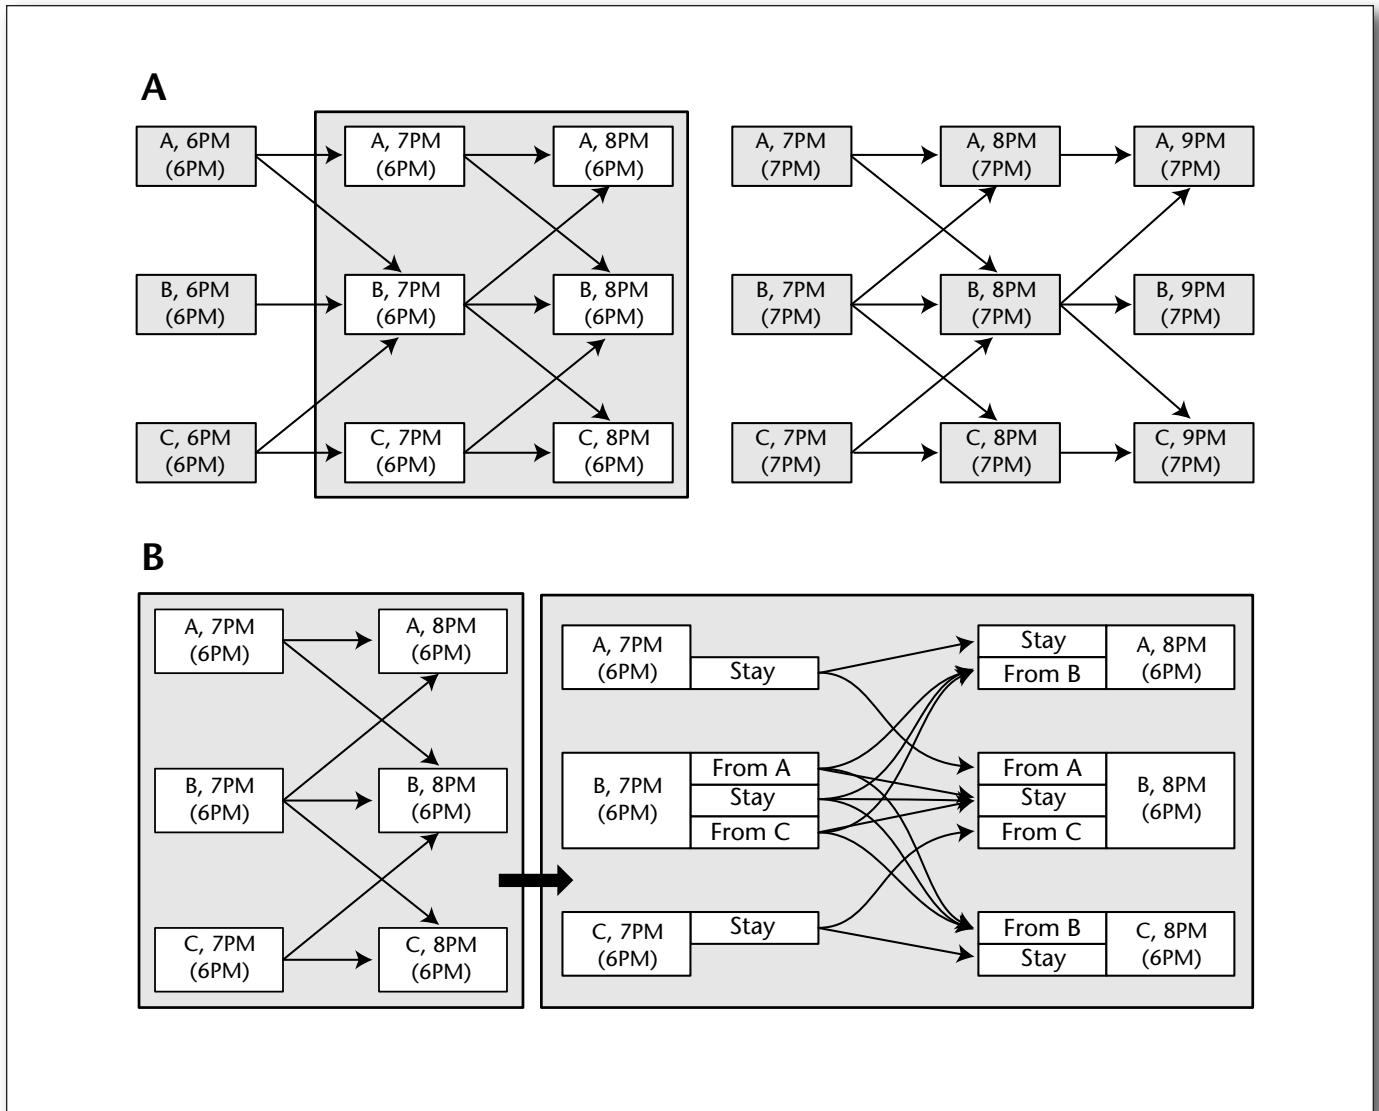 A
A, 6PM
(6PM)
A, 7PM
(6PM)
A, 8PM
(6PM)
A, 7PM
(7PM)
A, 8PM
(7PM)
A, 9PM
(7PM)
B, 6PM
(6PM)
B, 7PM
(6PM)
B, 8PM
(6PM)
B, 7PM
(7PM)
B, 8PM
(7PM)
B, 9PM
(7PM)
C, 6PM
(6PM)
C, 7PM
(6PM)
C, 8PM
(6PM)
C, 7PM
(7PM)
C, 8PM
(7PM)
C, 9PM
(7PM)
B
A, 7PM
(6PM)
A, 8PM
(6PM)
B, 7PM
(6PM)
B, 8PM
(6PM)
C, 7PM
(6PM)
C, 8PM
(6PM)
A, 7PM
(6PM)
Stay
Stay
From B
A, 8PM
(6PM)
B, 7PM
(6PM)
From A
Stay
From C
From A
Stay
From C
B, 8PM
(6PM)
C, 7PM
(6PM)
Stay
From B
Stay
C, 8PM
(6PM)